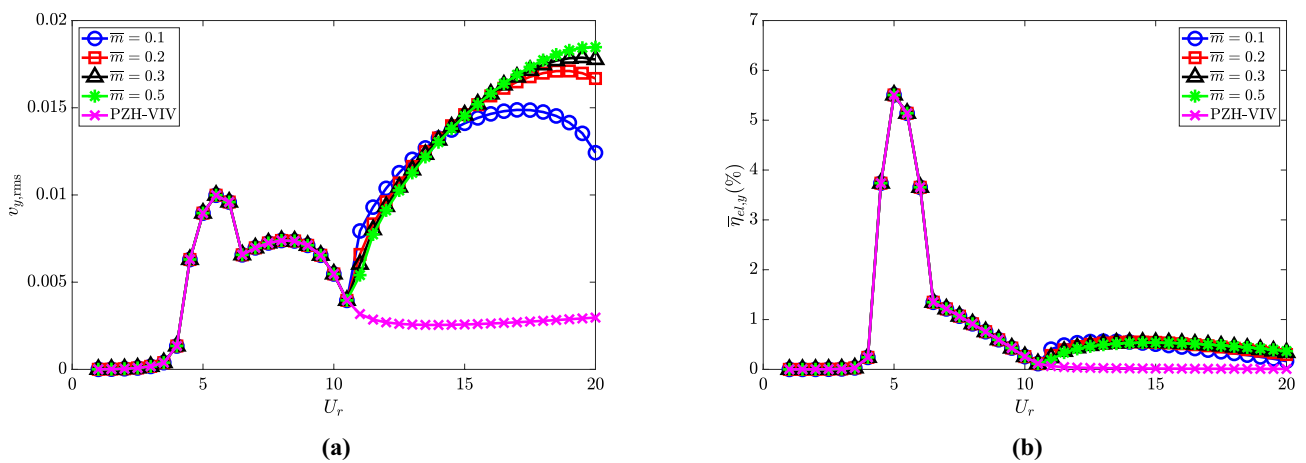 0.02
0.015
0.01
0.005
0
v_{y,rms}
m̅ = 0.1
m̅ = 0.2
m̅ = 0.3
m̅ = 0.5
PZH-VIV
0 5 10 15 20
U_r
(a)
7
6
5
4
3
2
1
0
η̅_{el,y}(%)
m̅ = 0.1
m̅ = 0.2
m̅ = 0.3
m̅ = 0.5
PZH-VIV
0 5 10 15 20
U_r
(b)